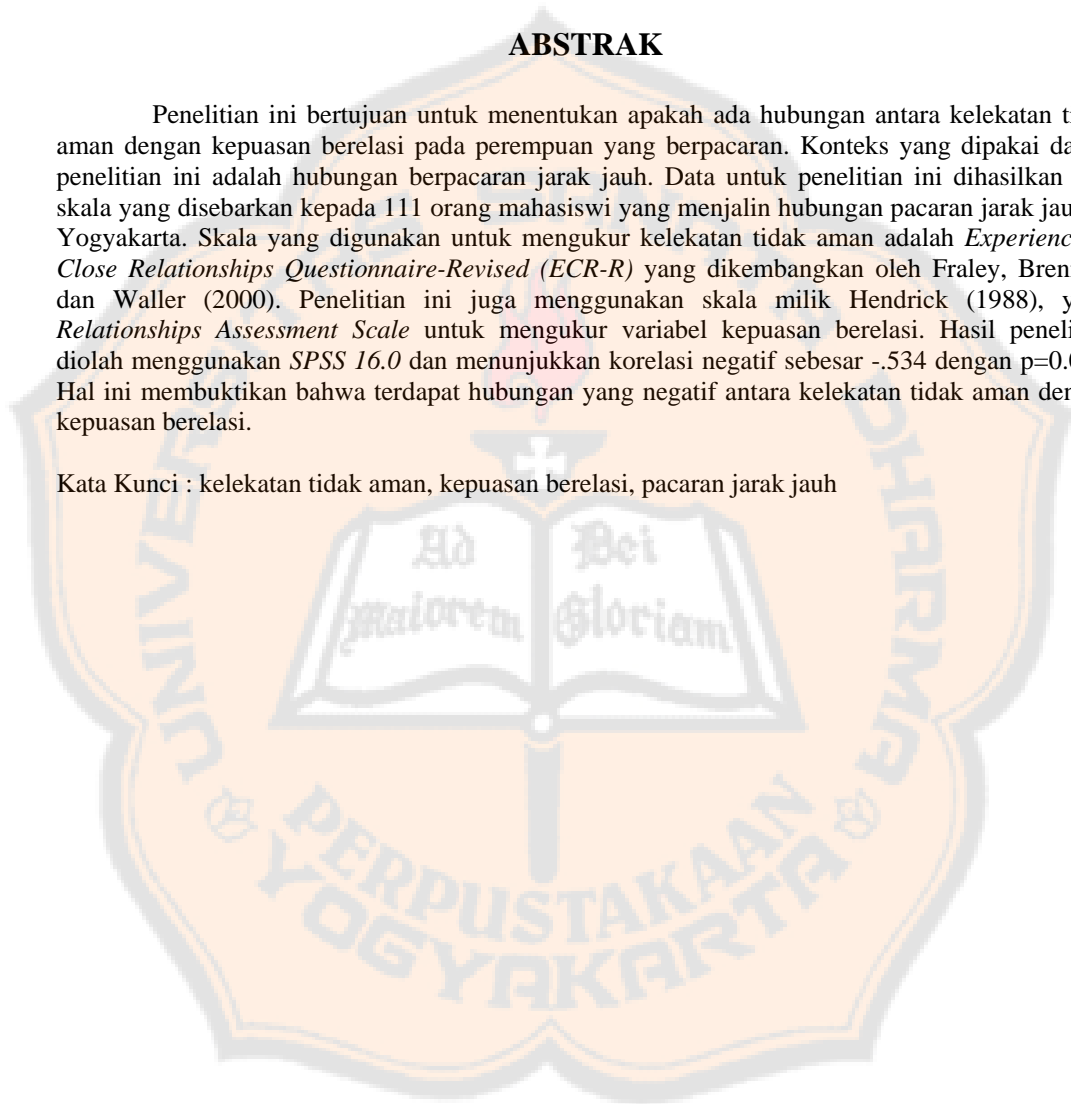 ABSTRAK
Penelitian ini bertujuan untuk menentukan apakah ada hubungan antara kelekatan
aman dengan kepuasan berelasi pada perempuan yang berpacaran. Konteks yang dipakai
penelitian ini adalah hubungan berpacaran jarak jauh. Data untuk penelitian ini dihasilkan
skala yang disebarkan kepada 111 orang mahasiswi yang menjalin hubungan pacaran jarak
Yogyakarta. Skala yang digunakan untuk mengukur kelekatan tidak aman adalah
Close Relationships Questionnaire-Revised (ECR-R) yang dikembangkan oleh Fraley,
dan Waller (2000). Penelitian ini juga menggunakan skala milik Hendrick (1988),
Relationships Assessment Scale untuk mengukur variabel kepuasan berelasi. Hasil
diolah menggunakan SPSS 16.0 dan menunjukkan korelasi negatif sebesar -.534 dengan
Hal ini membuktikan bahwa terdapat hubungan yang negatif antara kelekatan tidak aman
kepuasan berelasi.
Kata Kunci : kelekatan tidak aman, kepuasan berelasi, pacaran jarak jauh
UNIVERSITAS SANATA DHARMA
Ad Dei
Maiorem Gloriam
PERPUSTAKAAN
YOGYAKARTA